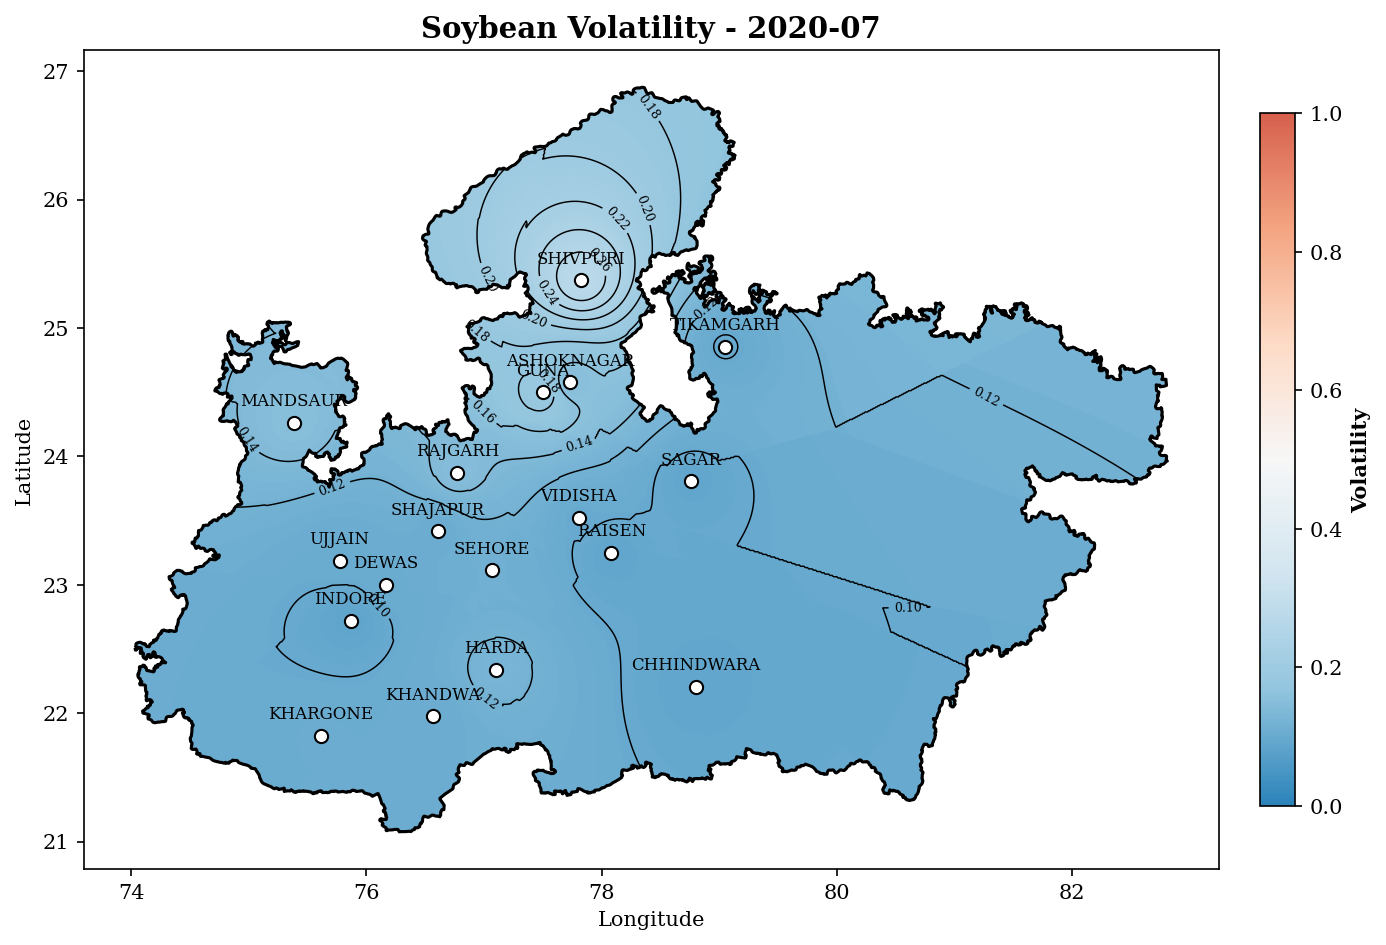 Soybean Volatility - 2020-07
27
26
25
24
23
22
21
Latitude
74
76
78
80
82
Longitude
0.18
0.20
0.22
0.26
SHIVPURI
0.20
0.24
0.20
0.18
TIKAMGARH
ASHOKNAGAR
GUNA
0.18
MANDSAUR
0.16
0.12
0.14
0.14
RAJGARH
SAGAR
0.12
VIDISHA
SHAJAPUR
RAISEN
UJJAIN
SEHORE
DEWAS
INDORE
0.10
0.10
HARDA
CHHINDWARA
KHANDWA
0.12
KHARGONE
1.0
0.8
0.6
0.4
0.2
0.0
Volatility